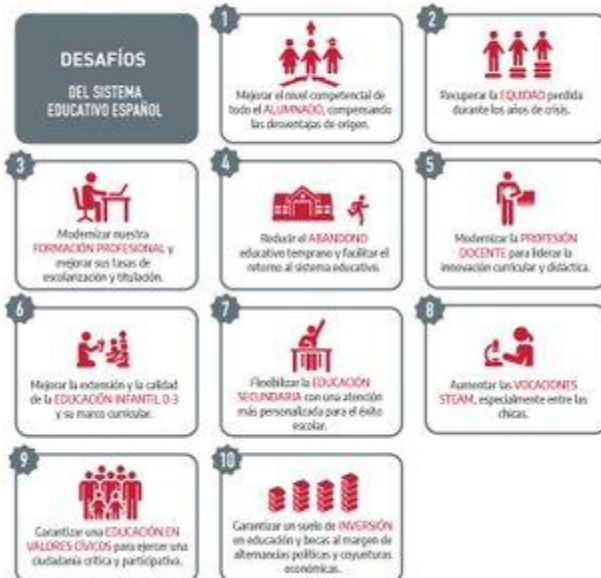 DESAFÍOS
DEL SISTEMA
EDUCATIVO ESPAÑOL
1
Mejorar el nivel competencial de
todo el ALUMNADO, compensando
las desventajas de origen.
2
Recuperar la EQUIDAD perdida
durante los años de crisis.
3
Modernizar nuestra
FORMACIÓN PROFESIONAL y
mejorar sus tasas de
escolarización y titulación.
4
Reducir el ABANDONO
educativo temprano y facilitar el
retorno al sistema educativo.
5
Modernizar la PROFESIÓN
DOCENTE para liderar la
innovación curricular y didáctica.
6
Mejorar la extensión y la calidad
de la EDUCACIÓN INFANTIL 0-3
y su marco curricular.
7
Flexibilizar la EDUCACIÓN
SECUNDARIA con una atención
más personalizada para el éxito
escolar.
8
Aumentar las VOCACIONES
STEAM, especialmente entre las
chicas.
9
Garantizar una EDUCACIÓN EN
VALORES CÍVICOS para ejercer una
ciudadanía crítica y participativa.
10
Garantizar un suelo de INVERSIÓN
en educación y becas al margen de
alternancias políticas y coyunturas
económicas.